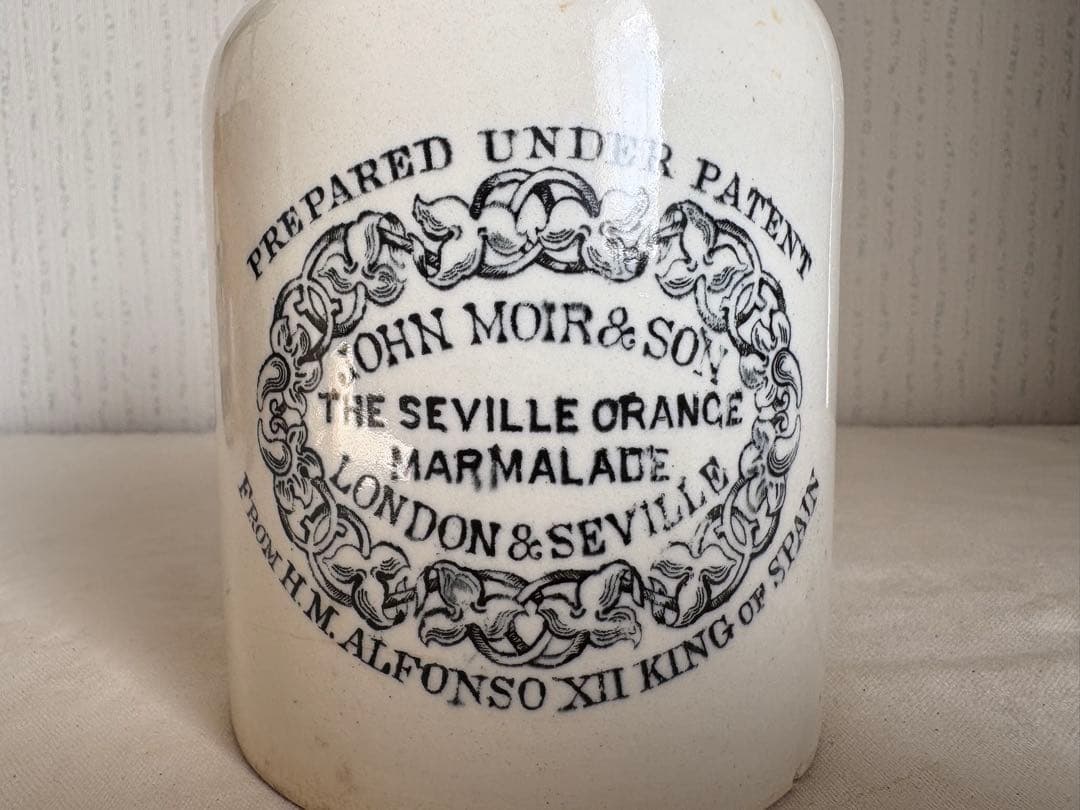 PREPARED UNDER PATENT
JOHN MOIR & SON
THE SEVILLE ORANGE
MARMALADE
LONDON & SEVILLE
FROM H.M. ALFONSO XII KING OF SPAIN